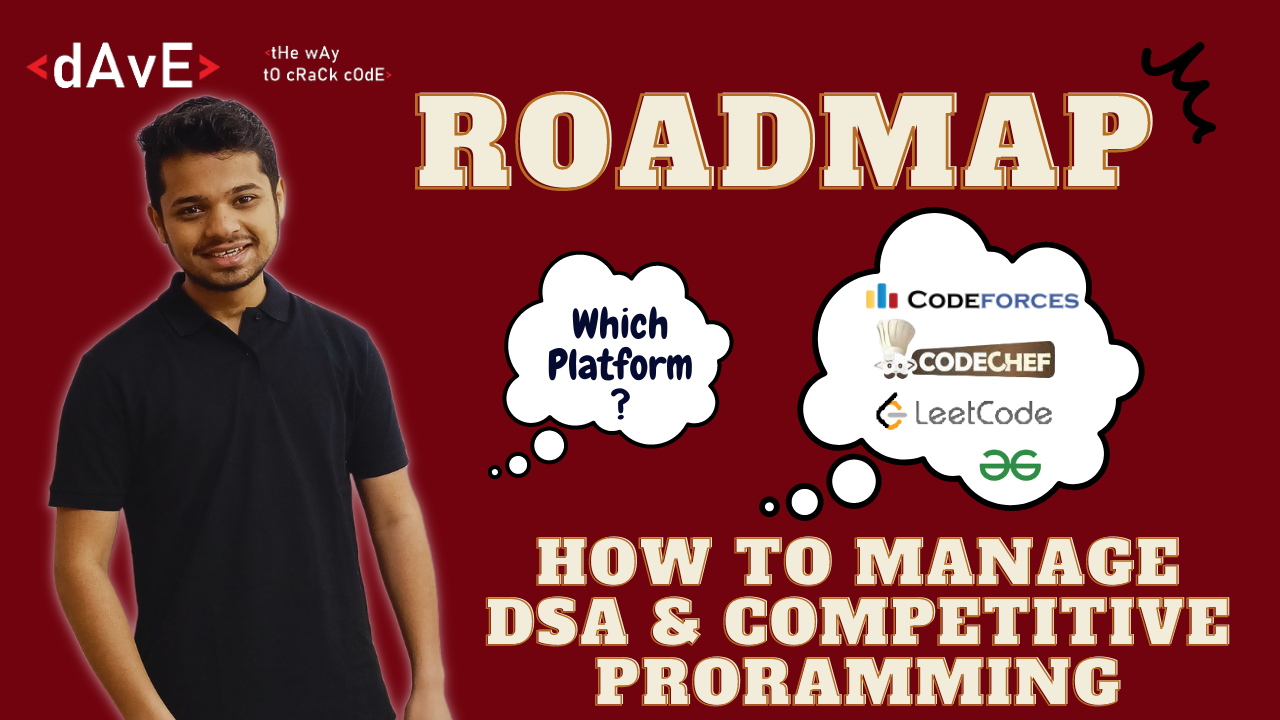 <dAvE>
<tHe wAy
tO cRaCk cOdE>
ROADMAP
Which
Platform
?
CODEFORCES
CODECHEF
LeetCode
HOW TO MANAGE
DSA & COMPETITIVE
PRORAMMING